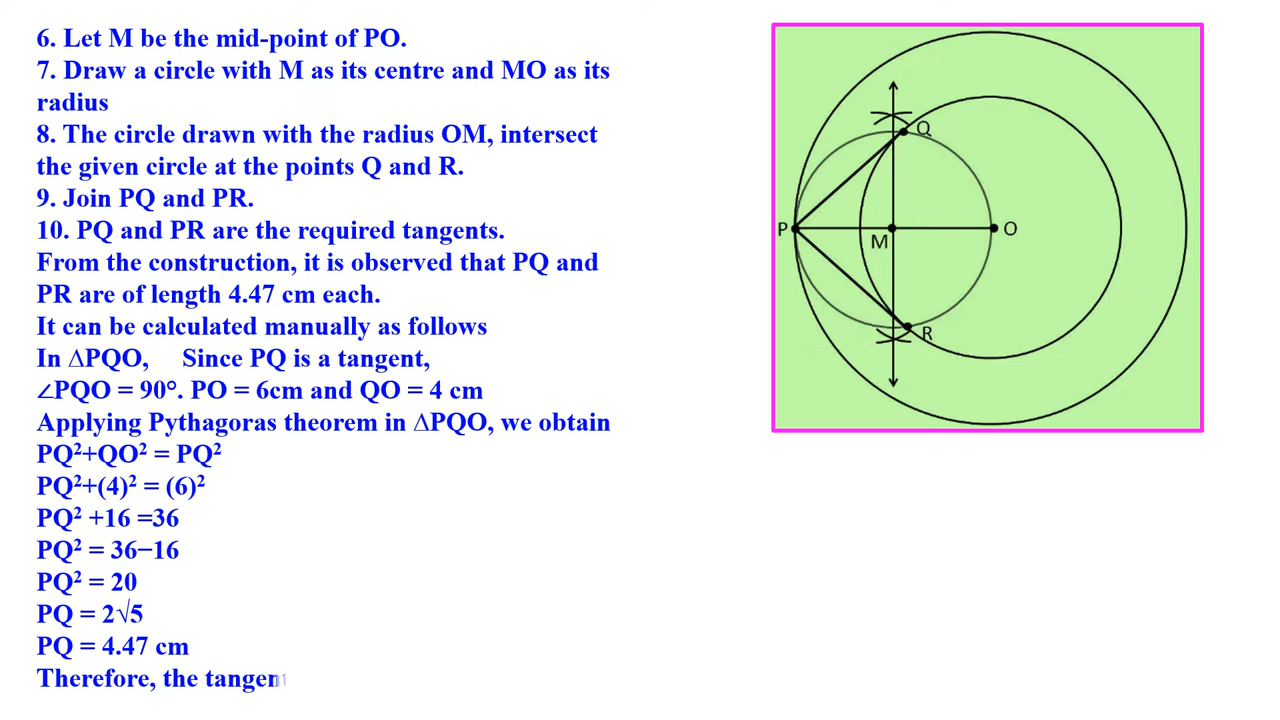 6. Let M be the mid-point of PO.
7. Draw a circle with M as its centre and MO as its
radius
8. The circle drawn with the radius OM, intersect
the given circle at the points Q and R.
9. Join PQ and PR.
10. PQ and PR are the required tangents.
From the construction, it is observed that PQ and
PR are of length 4.47 cm each.
It can be calculated manually as follows
In ∆PQO, Since PQ is a tangent,
∠PQO = 90°. PO = 6cm and QO = 4 cm
Applying Pythagoras theorem in ∆PQO, we obtain
PQ²+QO² = PQ²
PQ²+(4)² = (6)²
PQ² +16 =36
PQ² = 36−16
PQ² = 20
PQ = 2√5
PQ = 4.47 cm
Therefore, the tangent
Q
P
M
O
R